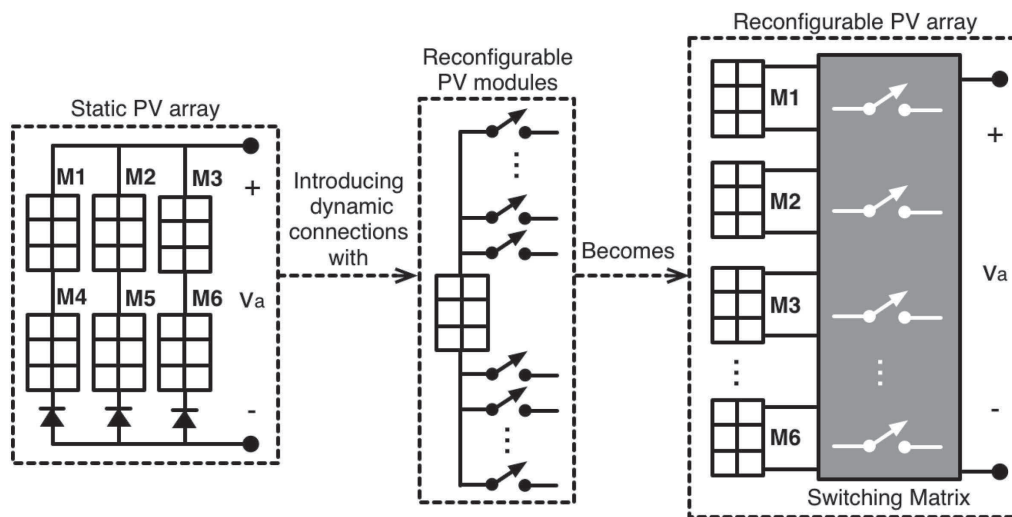 Static PV array
M1
M2
M3
+
M4
M5
M6
va
-
Introducing
dynamic
connections
with
Reconfigurable
PV modules
Becomes
Reconfigurable PV array
M1
+
M2
va
M3
M6
-
Switching Matrix